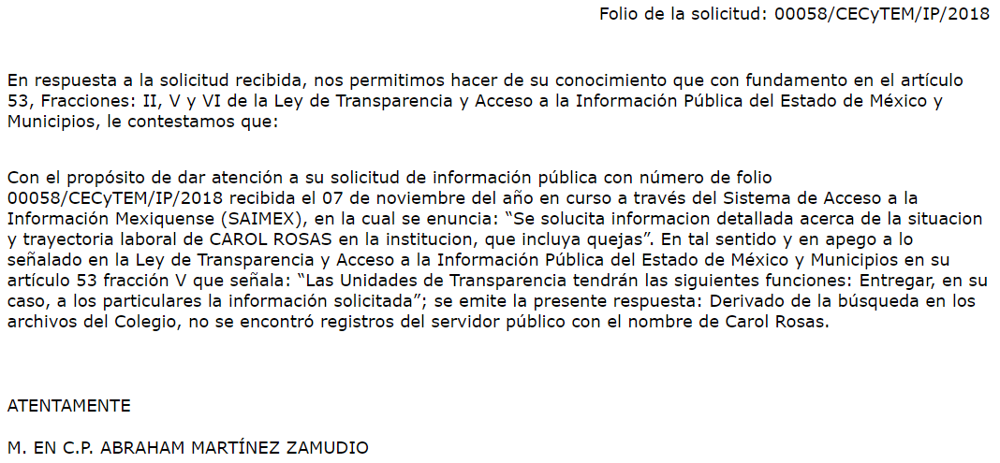 Folio de la solicitud: 00058/CECyTEM/IP/2018
En respuesta a la solicitud recibida, nos permitimos hacer de su conocimiento que con fundamento en el artículo
53, Fracciones: II, V y VI de la Ley de Transparencia y Acceso a la Información Pública del Estado de México y
Municipios, le contestamos que:
Con el propósito de dar atención a su solicitud de información pública con número de folio
00058/CECyTEM/IP/2018 recibida el 07 de noviembre del año en curso a través del Sistema de Acceso a la
Información Mexiquense (SAIMEX), en la cual se enuncia: “Se solucita informacion detallada acerca de la situacion
y trayectoria laboral de CAROL ROSAS en la institucion, que incluya quejas”. En tal sentido y en apego a lo
señalado en la Ley de Transparencia y Acceso a la Información Pública del Estado de México y Municipios en su
artículo 53 fracción V que señala: “Las Unidades de Transparencia tendrán las siguientes funciones: Entregar, en su
caso, a los particulares la información solicitada”; se emite la presente respuesta: Derivado de la búsqueda en los
archivos del Colegio, no se encontró registros del servidor público con el nombre de Carol Rosas.
ATENTAMENTE
M. EN C.P. ABRAHAM MARTÍNEZ ZAMUDIO